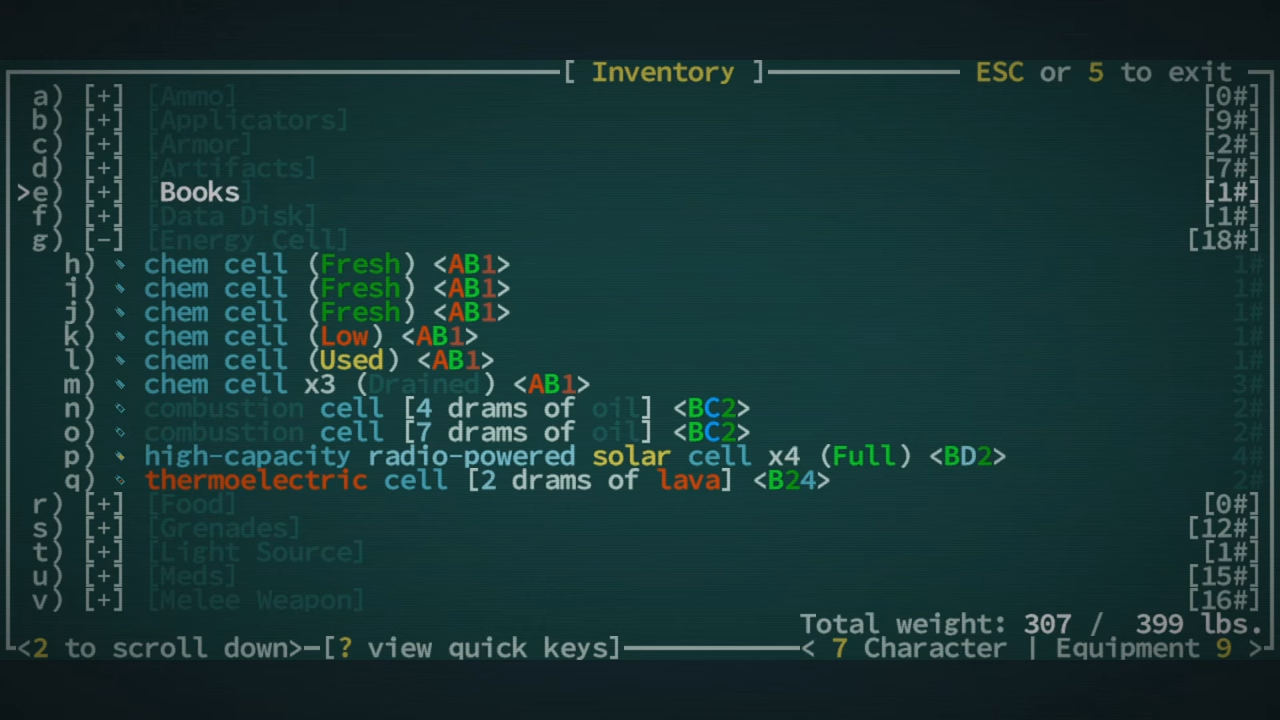 [ Inventory ] ESC or 5 to exit
a) [+] [Ammo] [0#]
b) [+] [Applicators] [9#]
c) [+] [Armor] [2#]
d) [+] [Artifacts] [7#]
>e) [+] Books] [1#]
f) [+] [Data Disk] [1#]
g) [-] [Energy Cell] [18#]
h) chem cell (Fresh) <AB1> 1#
i) chem cell (Fresh) <AB1> 1#
j) chem cell (Fresh) <AB1> 1#
k) chem cell (Low) <AB1> 1#
l) chem cell (Used) <AB1> 1#
m) chem cell x3 (Drained) <AB1> 3#
n) combustion cell [4 drams of oil] <BC2> 2#
o) combustion cell [7 drams of oil] <BC2> 2#
p) high-capacity radio-powered solar cell x4 (Full) <BD2> 4#
q) thermoelectric cell [2 drams of lava] <B24> 2#
r) [+] [Food] [0#]
s) [+] [Grenades] [12#]
t) [+] [Light Source] [1#]
u) [+] [Meds] [15#]
v) [+] [Melee Weapon] [16#]
Total weight: 307 / 399 lbs.
<2 to scroll down> [? view quick keys] < 7 Character | Equipment 9 >